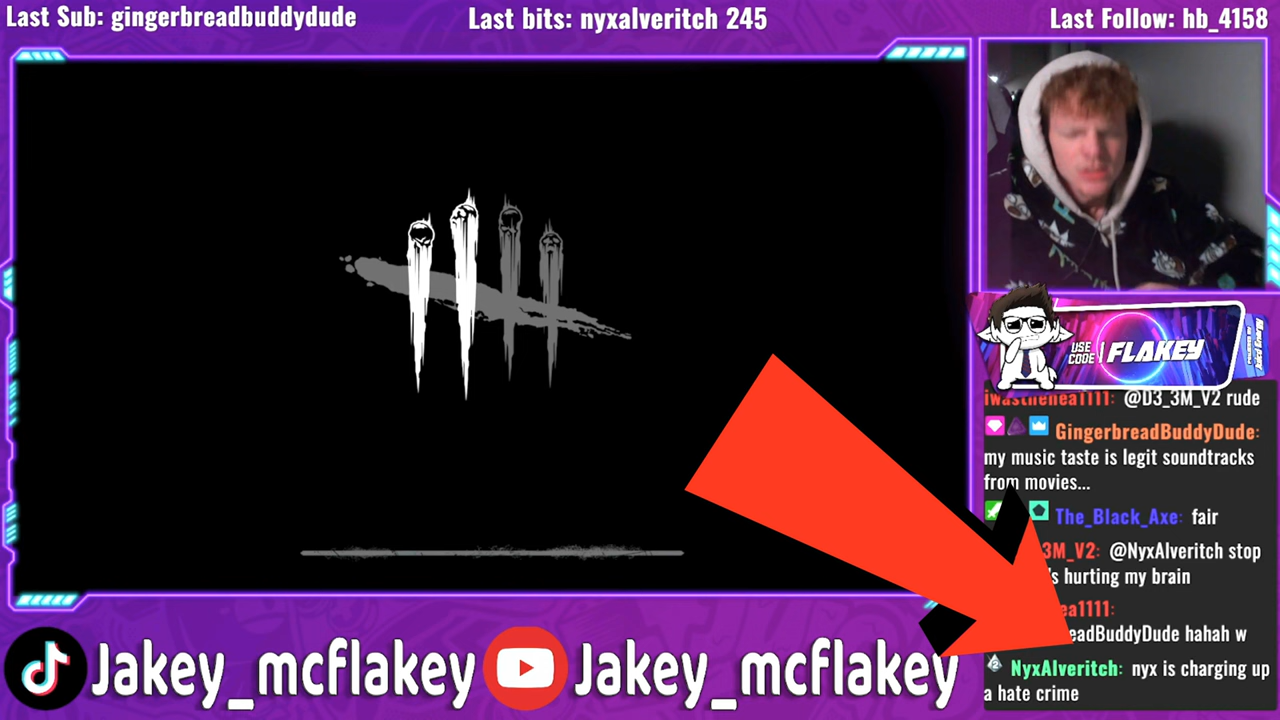 Last Sub: gingerbreadbuddydude
Last bits: nyxalveritch 245
Last Follow: hb_4158
USE
CODE
FLAKEY
iwasthehea1111: @D3_3M_V2 rude
GingerbreadBuddyDude:
my music taste is legit soundtracks
from movies...
The_Black_Axe: fair
3M_V2: @NyxAlveritch stop
's hurting my brain
ea1111:
eadBuddyDude hahah w
NyxAlveritch: nyx is charging up
a hate crime
Jakey_mcflakey
Jakey_mcflakey